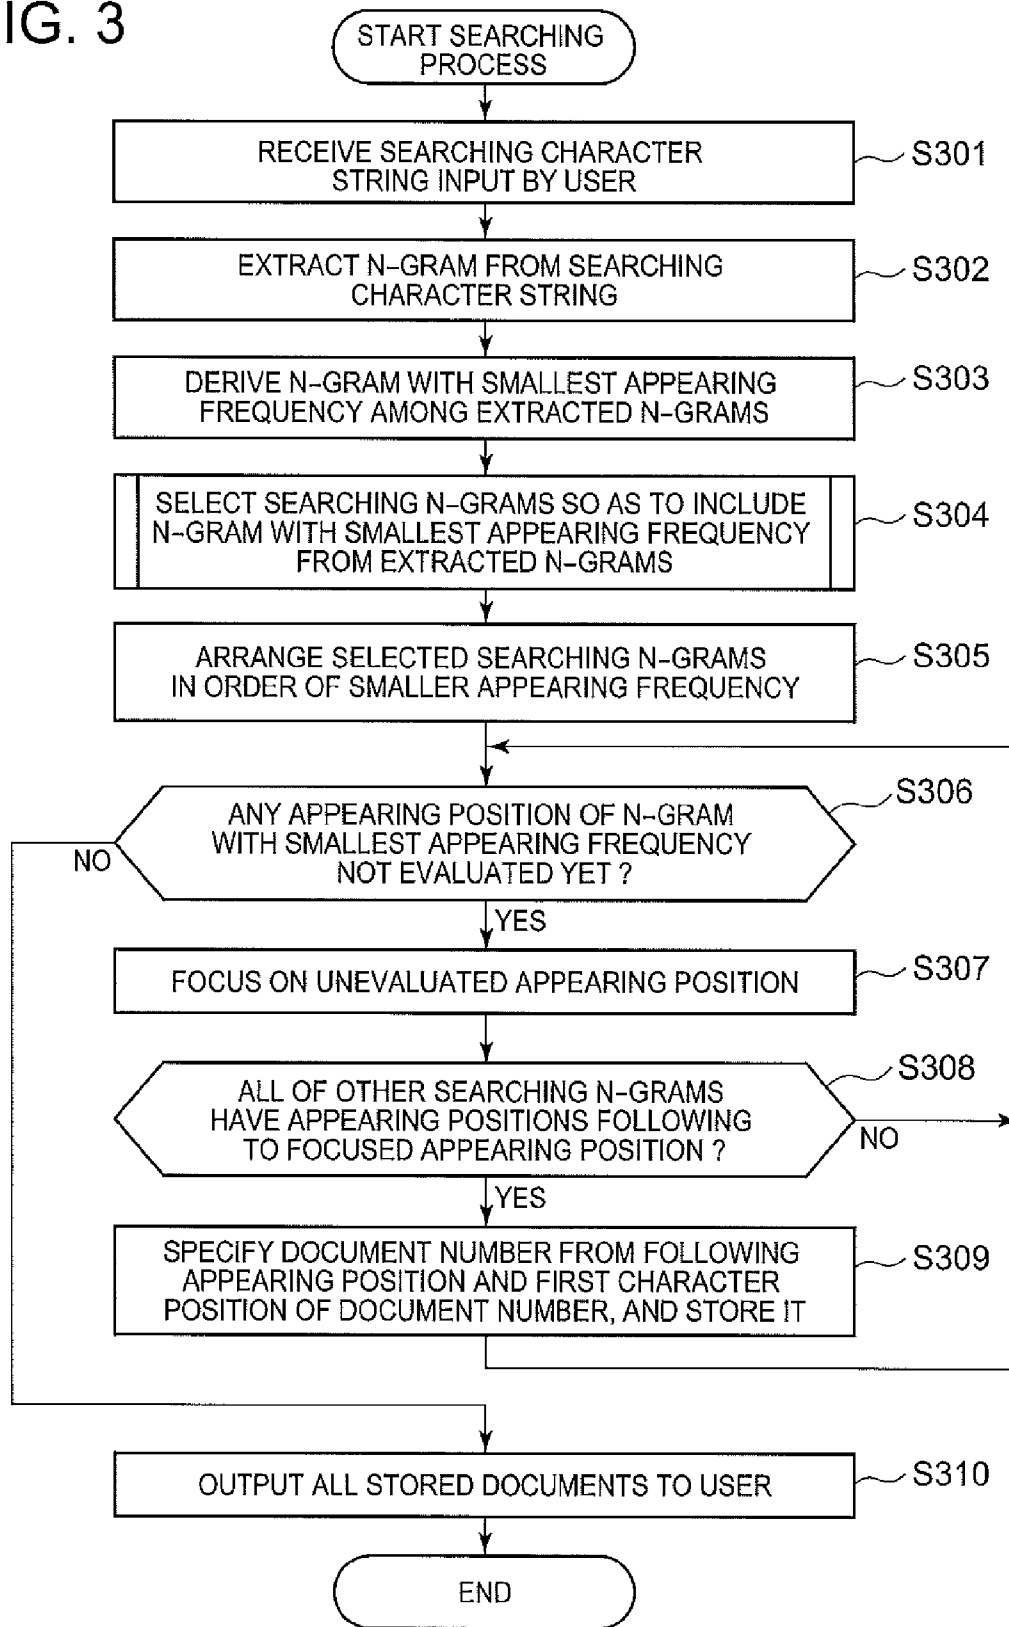 IG. 3
START SEARCHING
PROCESS
RECEIVE SEARCHING CHARACTER
STRING INPUT BY USER
S301
EXTRACT N-GRAM FROM SEARCHING
CHARACTER STRING
S302
DERIVE N-GRAM WITH SMALLEST APPEARING
FREQUENCY AMONG EXTRACTED N-GRAMS
S303
SELECT SEARCHING N-GRAMS SO AS TO INCLUDE
N-GRAM WITH SMALLEST APPEARING FREQUENCY
FROM EXTRACTED N-GRAMS
S304
ARRANGE SELECTED SEARCHING N-GRAMS
IN ORDER OF SMALLER APPEARING FREQUENCY
S305
ANY APPEARING POSITION OF N-GRAM
WITH SMALLEST APPEARING FREQUENCY
NOT EVALUATED YET ?
S306
NO
YES
FOCUS ON UNEVALUATED APPEARING POSITION
S307
ALL OF OTHER SEARCHING N-GRAMS
HAVE APPEARING POSITIONS FOLLOWING
TO FOCUSED APPEARING POSITION ?
S308
NO
YES
SPECIFY DOCUMENT NUMBER FROM FOLLOWING
APPEARING POSITION AND FIRST CHARACTER
POSITION OF DOCUMENT NUMBER, AND STORE IT
S309
OUTPUT ALL STORED DOCUMENTS TO USER
S310
END